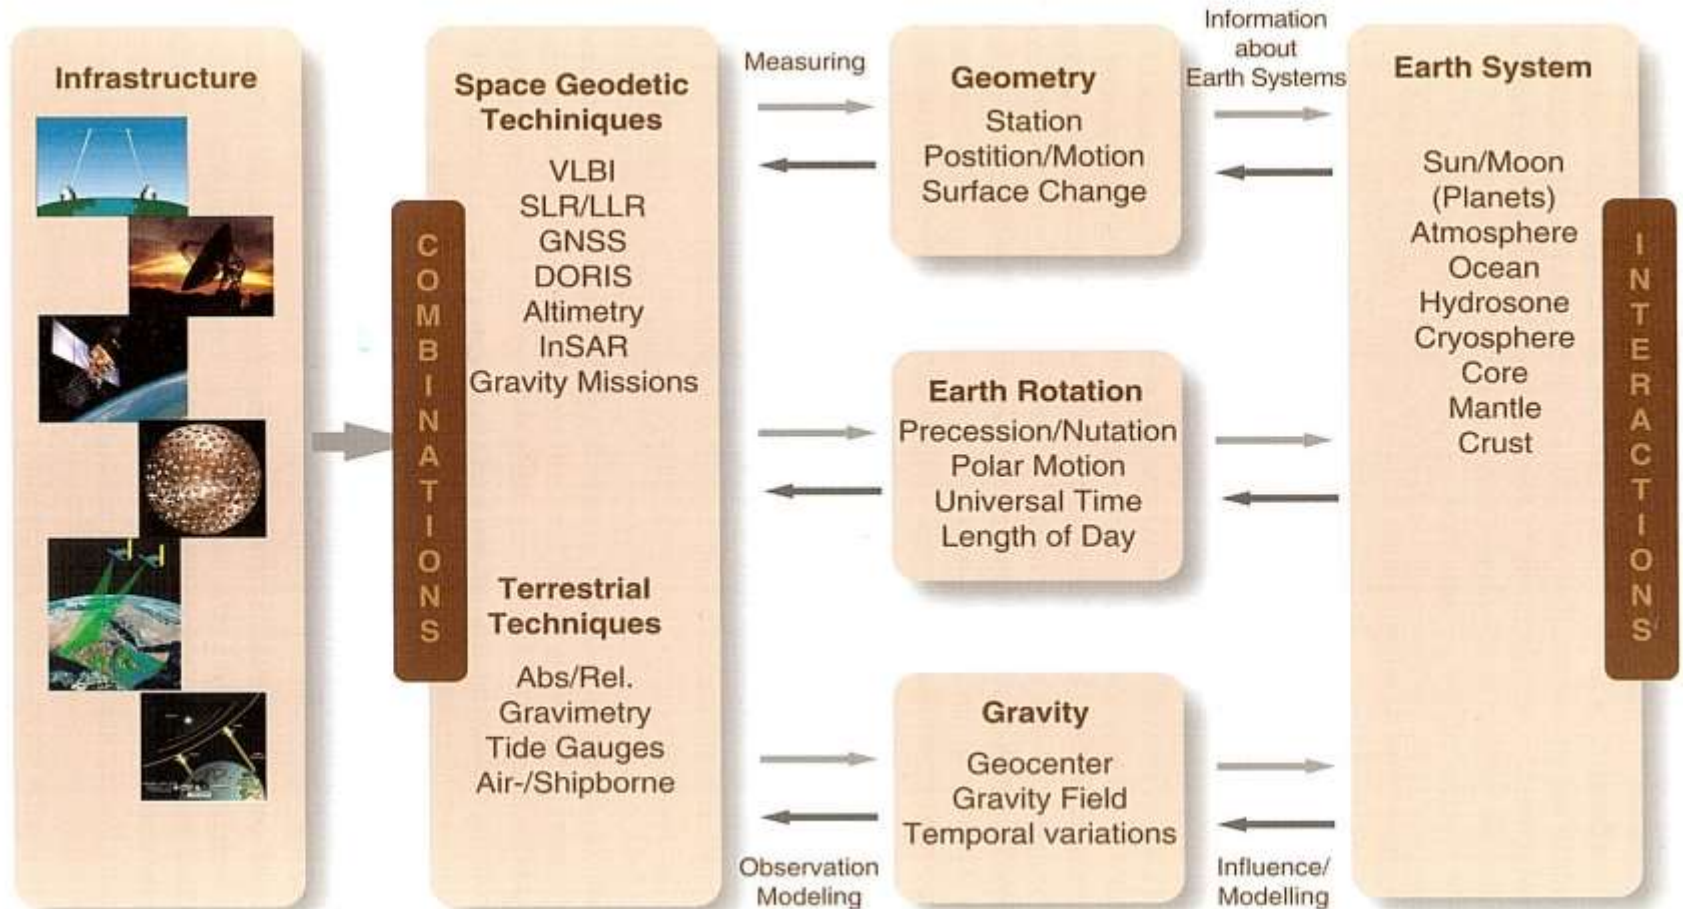 Infrastructure
COMBINATIONS
Space Geodetic
Techiniques
VLBI
SLR/LLR
GNSS
DORIS
Altimetry
InSAR
Gravity Missions
Terrestrial
Techniques
Abs/Rel.
Gravimetry
Tide Gauges
Air-/Shipborne
Measuring
Observation
Modeling
Geometry
Station
Postition/Motion
Surface Change
Earth Rotation
Precession/Nutation
Polar Motion
Universal Time
Length of Day
Gravity
Geocenter
Gravity Field
Temporal variations
Information
about
Earth Systems
Influence/
Modelling
Earth System
Sun/Moon
(Planets)
Atmosphere
Ocean
Hydrosone
Cryosphere
Core
Mantle
Crust
INTERACTIONS